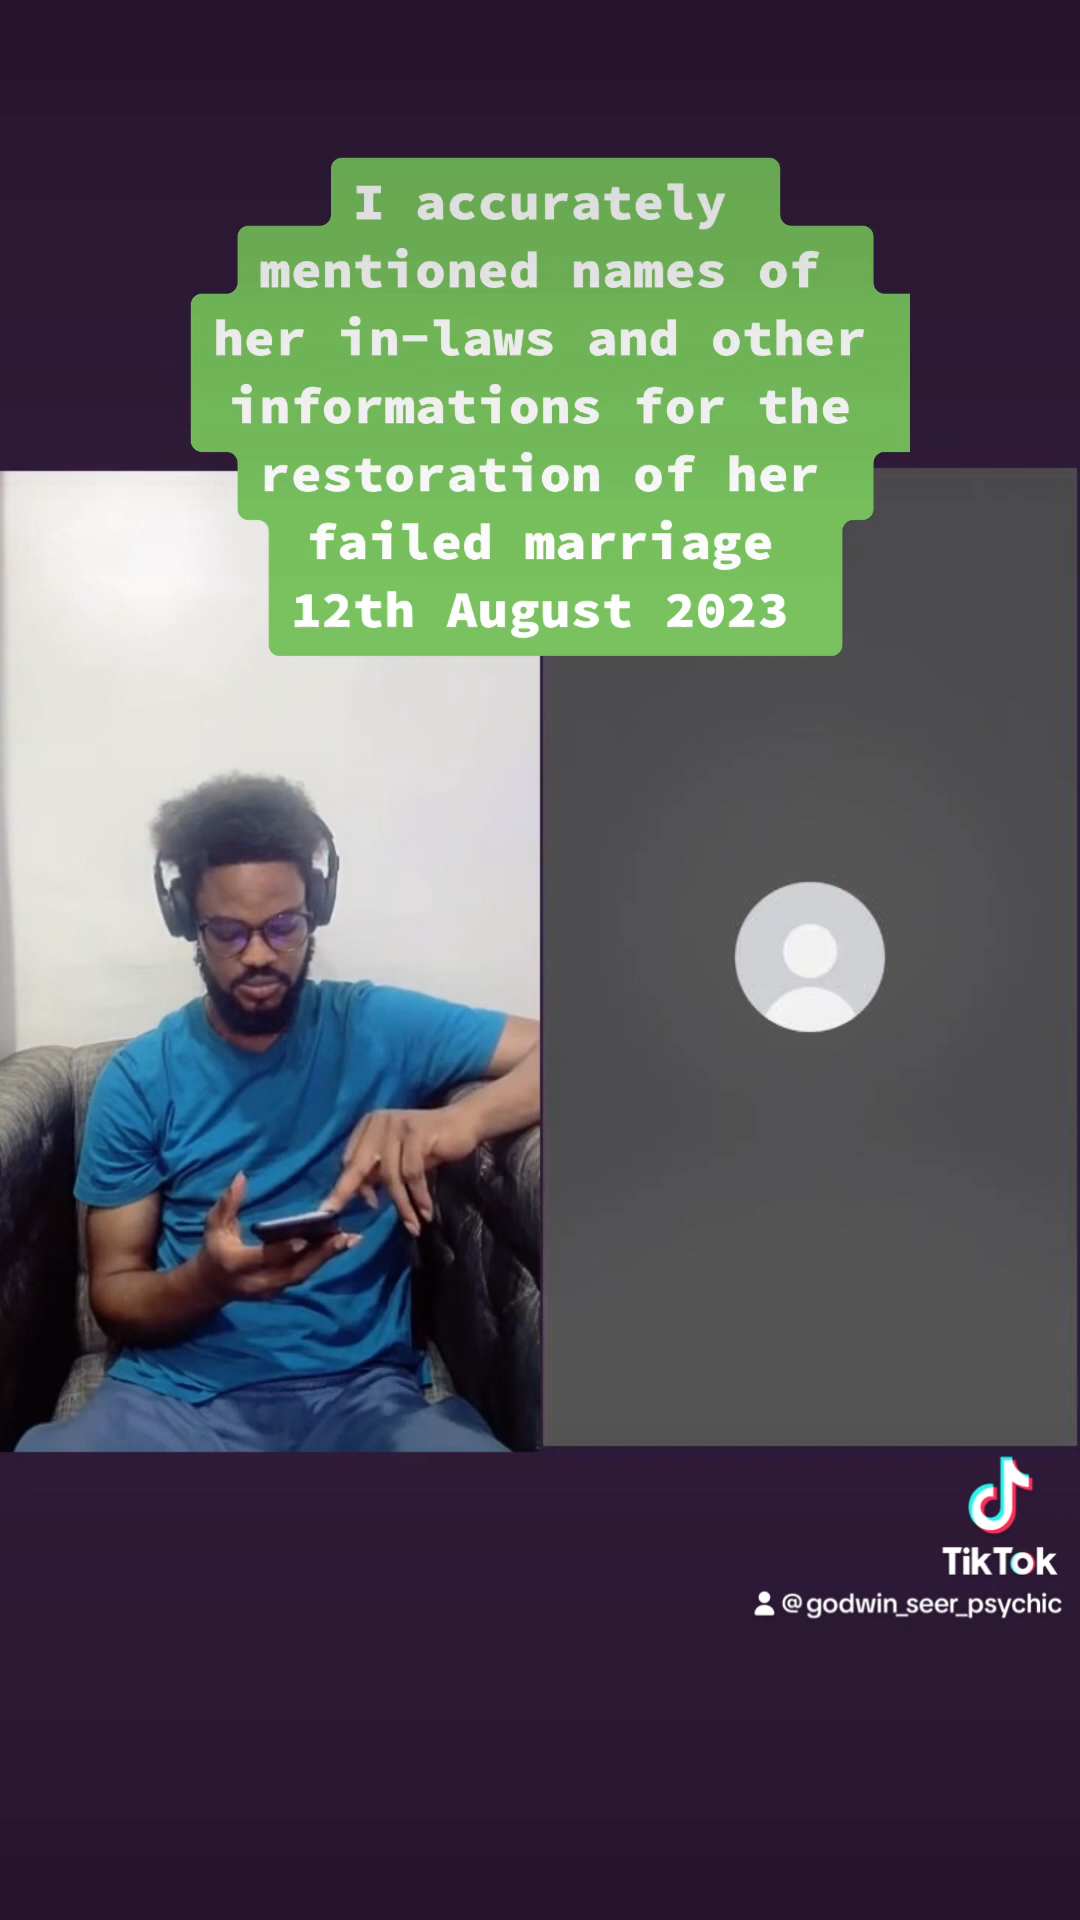 I accurately
mentioned names of
her in-laws and other
informations for the
restoration of her
failed marriage
12th August 2023
TikTok
@godwin_seer_psychic